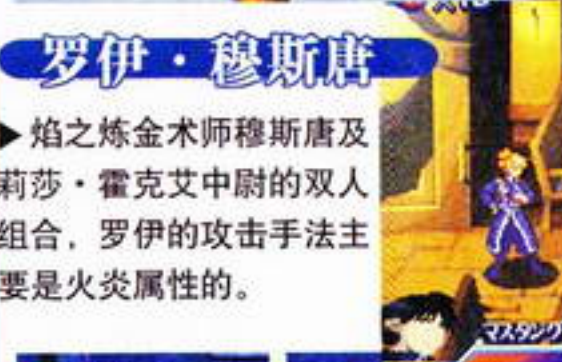 罗伊·穆斯唐
▶焰之炼金术师穆斯唐及
莉莎·霍克艾中尉的双人
组合，罗伊的攻击手法主
要是火炎属性的。
マスタング